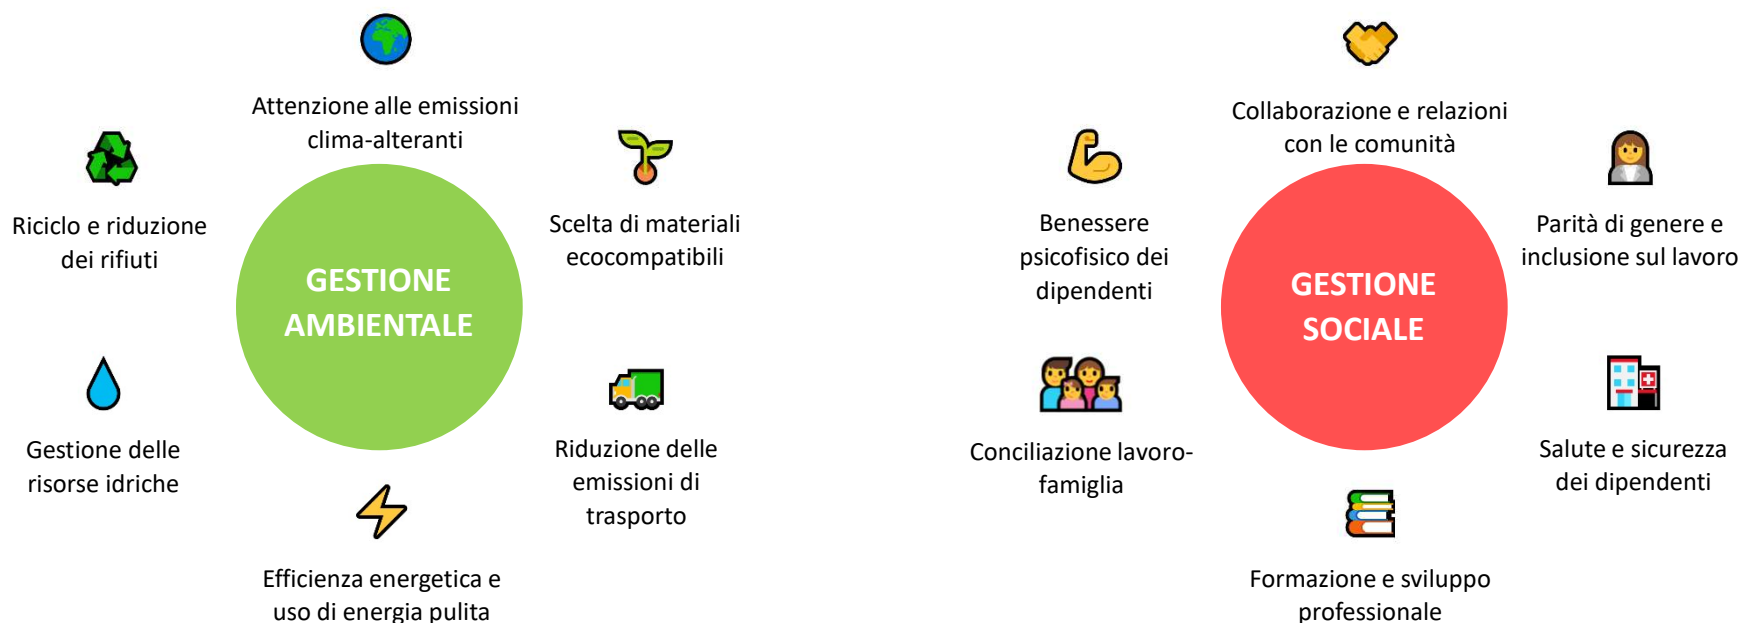 Attenzione alle emissioni
clima-alteranti
Riciclo e riduzione
dei rifiuti
Scelta di materiali
ecocompatibili
GESTIONE
AMBIENTALE
Gestione delle
risorse idriche
Riduzione delle
emissioni di
trasporto
Efficienza energetica e
uso di energia pulita
Collaborazione e relazioni
con le comunità
Benessere
psicofisico dei
dipendenti
Parità di genere e
inclusione sul lavoro
GESTIONE
SOCIALE
Conciliazione lavoro-
famiglia
Salute e sicurezza
dei dipendenti
Formazione e sviluppo
professionale